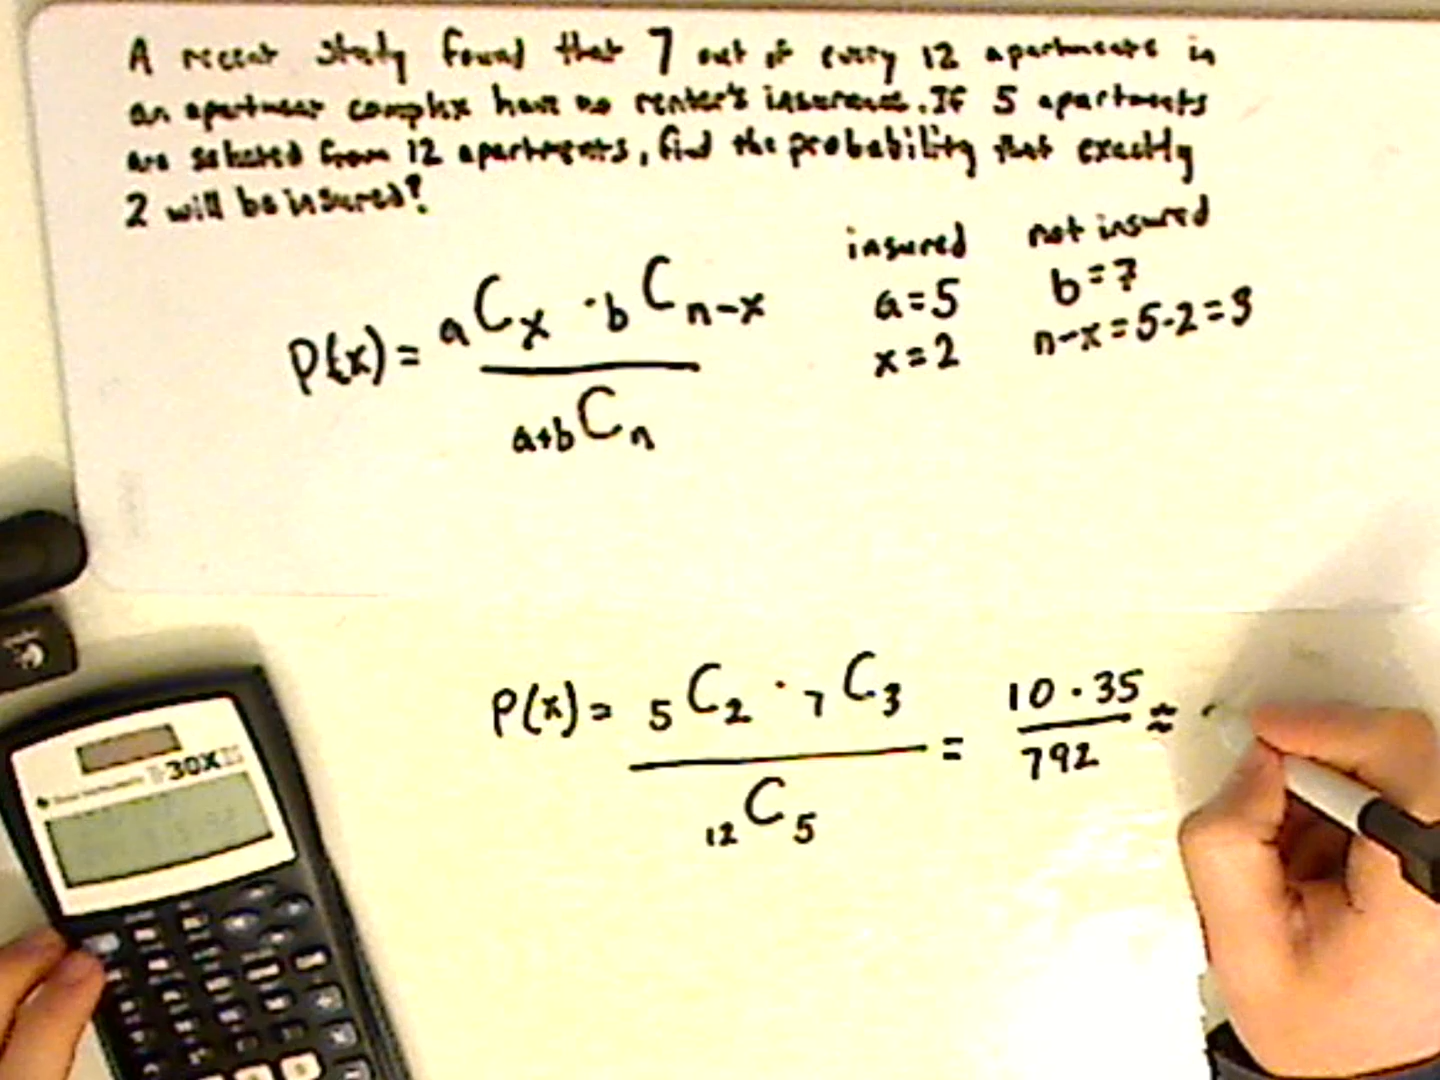 A recent study found that 7 out of every 12 apartments in
an apartment complex have no renter's insurance. If 5 apartments
are selected from 12 apartments, find the probability that exactly
2 will be insured?
insured not insured
a=5 b=7
x=2 n-x=5-2=3
P(x)= aCx · bCn-x
a+bCn
P(x)= 5C2 · 7C3 = 10 · 35 ≈
12C5 792
30X